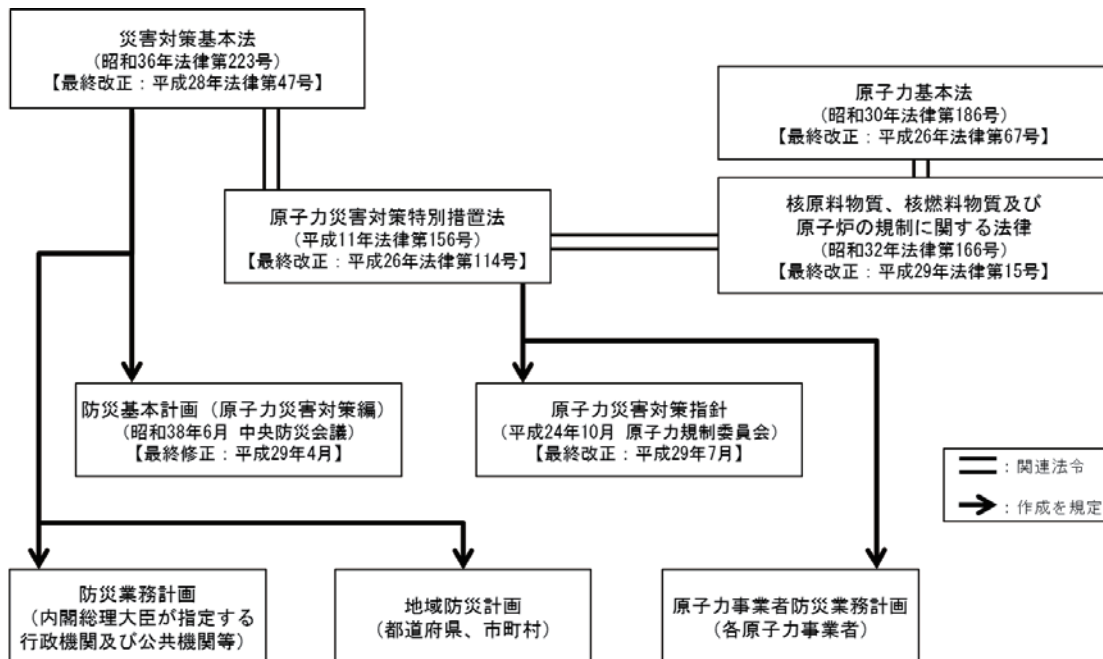 災害対策基本法
（昭和36年法律第223号）
【最終改正：平成28年法律第47号】
原子力基本法
（昭和30年法律第186号）
【最終改正：平成26年法律第67号】
原子力災害対策特別措置法
（平成11年法律第156号）
【最終改正：平成26年法律第114号】
核原料物質、核燃料物質及び
原子炉の規制に関する法律
（昭和32年法律第166号）
【最終改正：平成29年法律第15号】
防災基本計画（原子力災害対策編）
（昭和38年6月 中央防災会議）
【最終修正：平成29年4月】
原子力災害対策指針
（平成24年10月 原子力規制委員会）
【最終改正：平成29年7月】
：関連法令
：作成を規定
防災業務計画
（内閣総理大臣が指定する
行政機関及び公共機関等）
地域防災計画
（都道府県、市町村）
原子力事業者防災業務計画
（各原子力事業者）